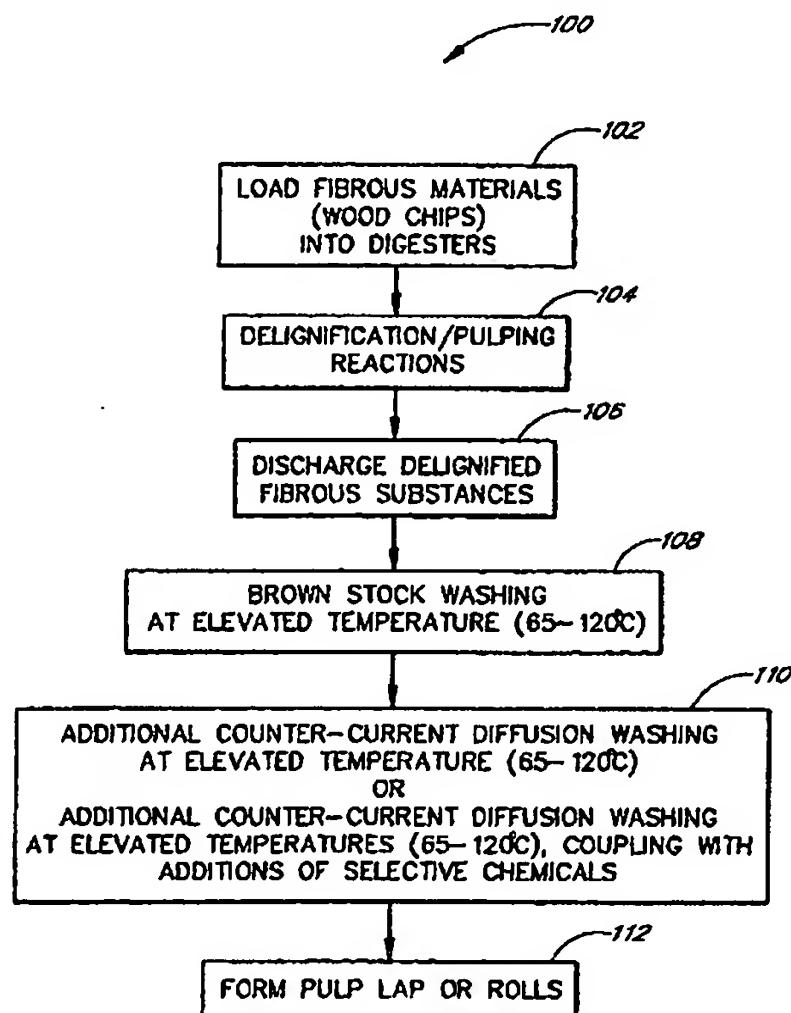 100
102
LOAD FIBROUS MATERIALS
(WOOD CHIPS)
INTO DIGESTERS
104
DELIGNIFICATION/PULPING
REACTIONS
106
DISCHARGE DELIGNIFIED
FIBROUS SUBSTANCES
108
BROWN STOCK WASHING
AT ELEVATED TEMPERATURE (65-120°C)
110
ADDITIONAL COUNTER-CURRENT DIFFUSION WASHING
AT ELEVATED TEMPERATURE (65-120°C)
OR
ADDITIONAL COUNTER-CURRENT DIFFUSION WASHING
AT ELEVATED TEMPERATURES (65-120°C), COUPLING WITH
ADDITIONS OF SELECTIVE CHEMICALS
112
FORM PULP LAP OR ROLLS